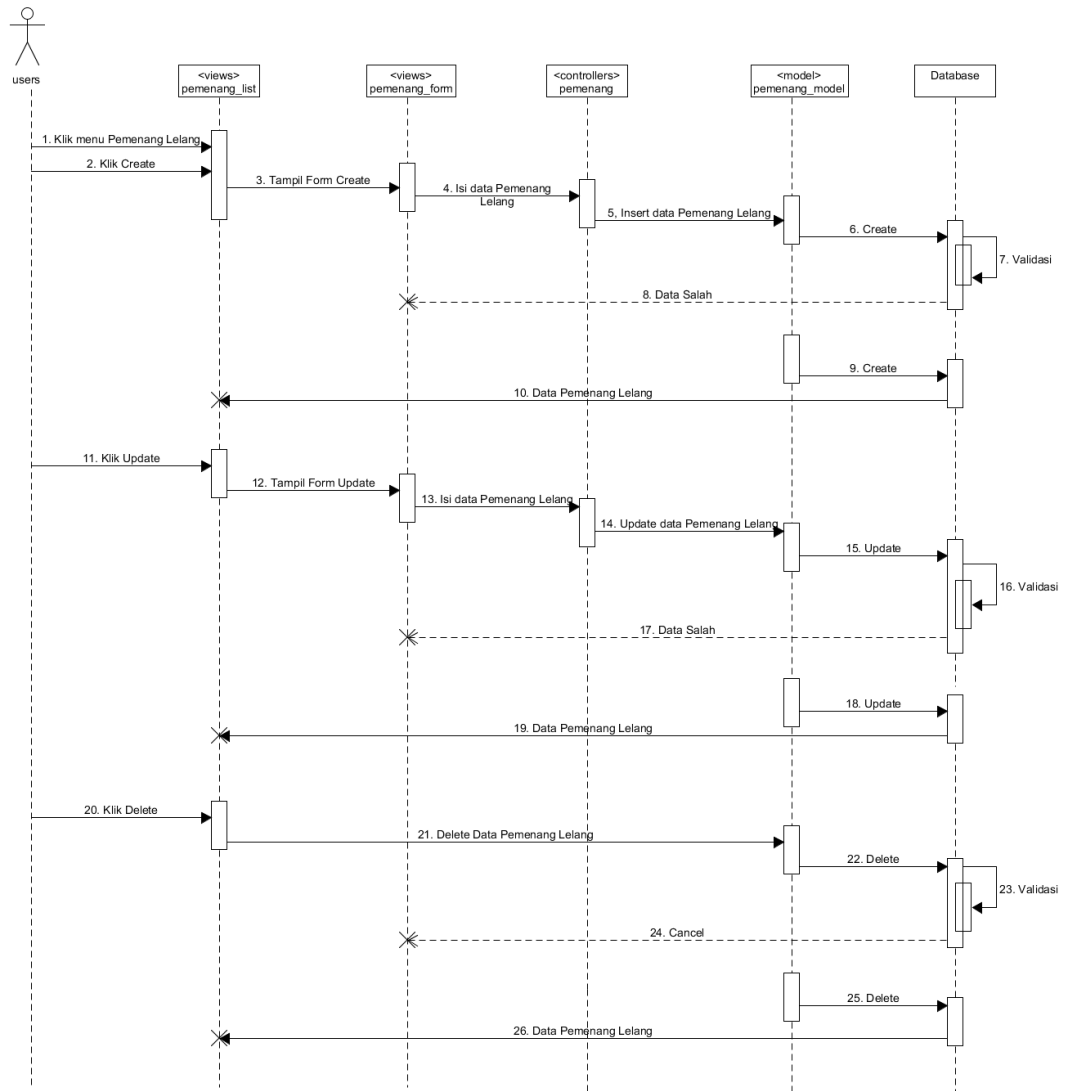 users
<views>
pemenang_list
<views>
pemenang_form
<controllers>
pemenang
<model>
pemenang_model
Database
1. Klik menu Pemenang Lelang
2. Klik Create
3. Tampil Form Create
4. Isi data Pemenang
Lelang
5, Insert data Pemenang Lelang
6. Create
7. Validasi
8. Data Salah
9. Create
10. Data Pemenang Lelang
11. Klik Update
12. Tampil Form Update
13. Isi data Pemenang Lelang
14. Update data Pemenang Lelang
15. Update
16. Validasi
17. Data Salah
18. Update
19. Data Pemenang Lelang
20. Klik Delete
21. Delete Data Pemenang Lelang
22. Delete
23. Validasi
24. Cancel
25. Delete
26. Data Pemenang Lelang